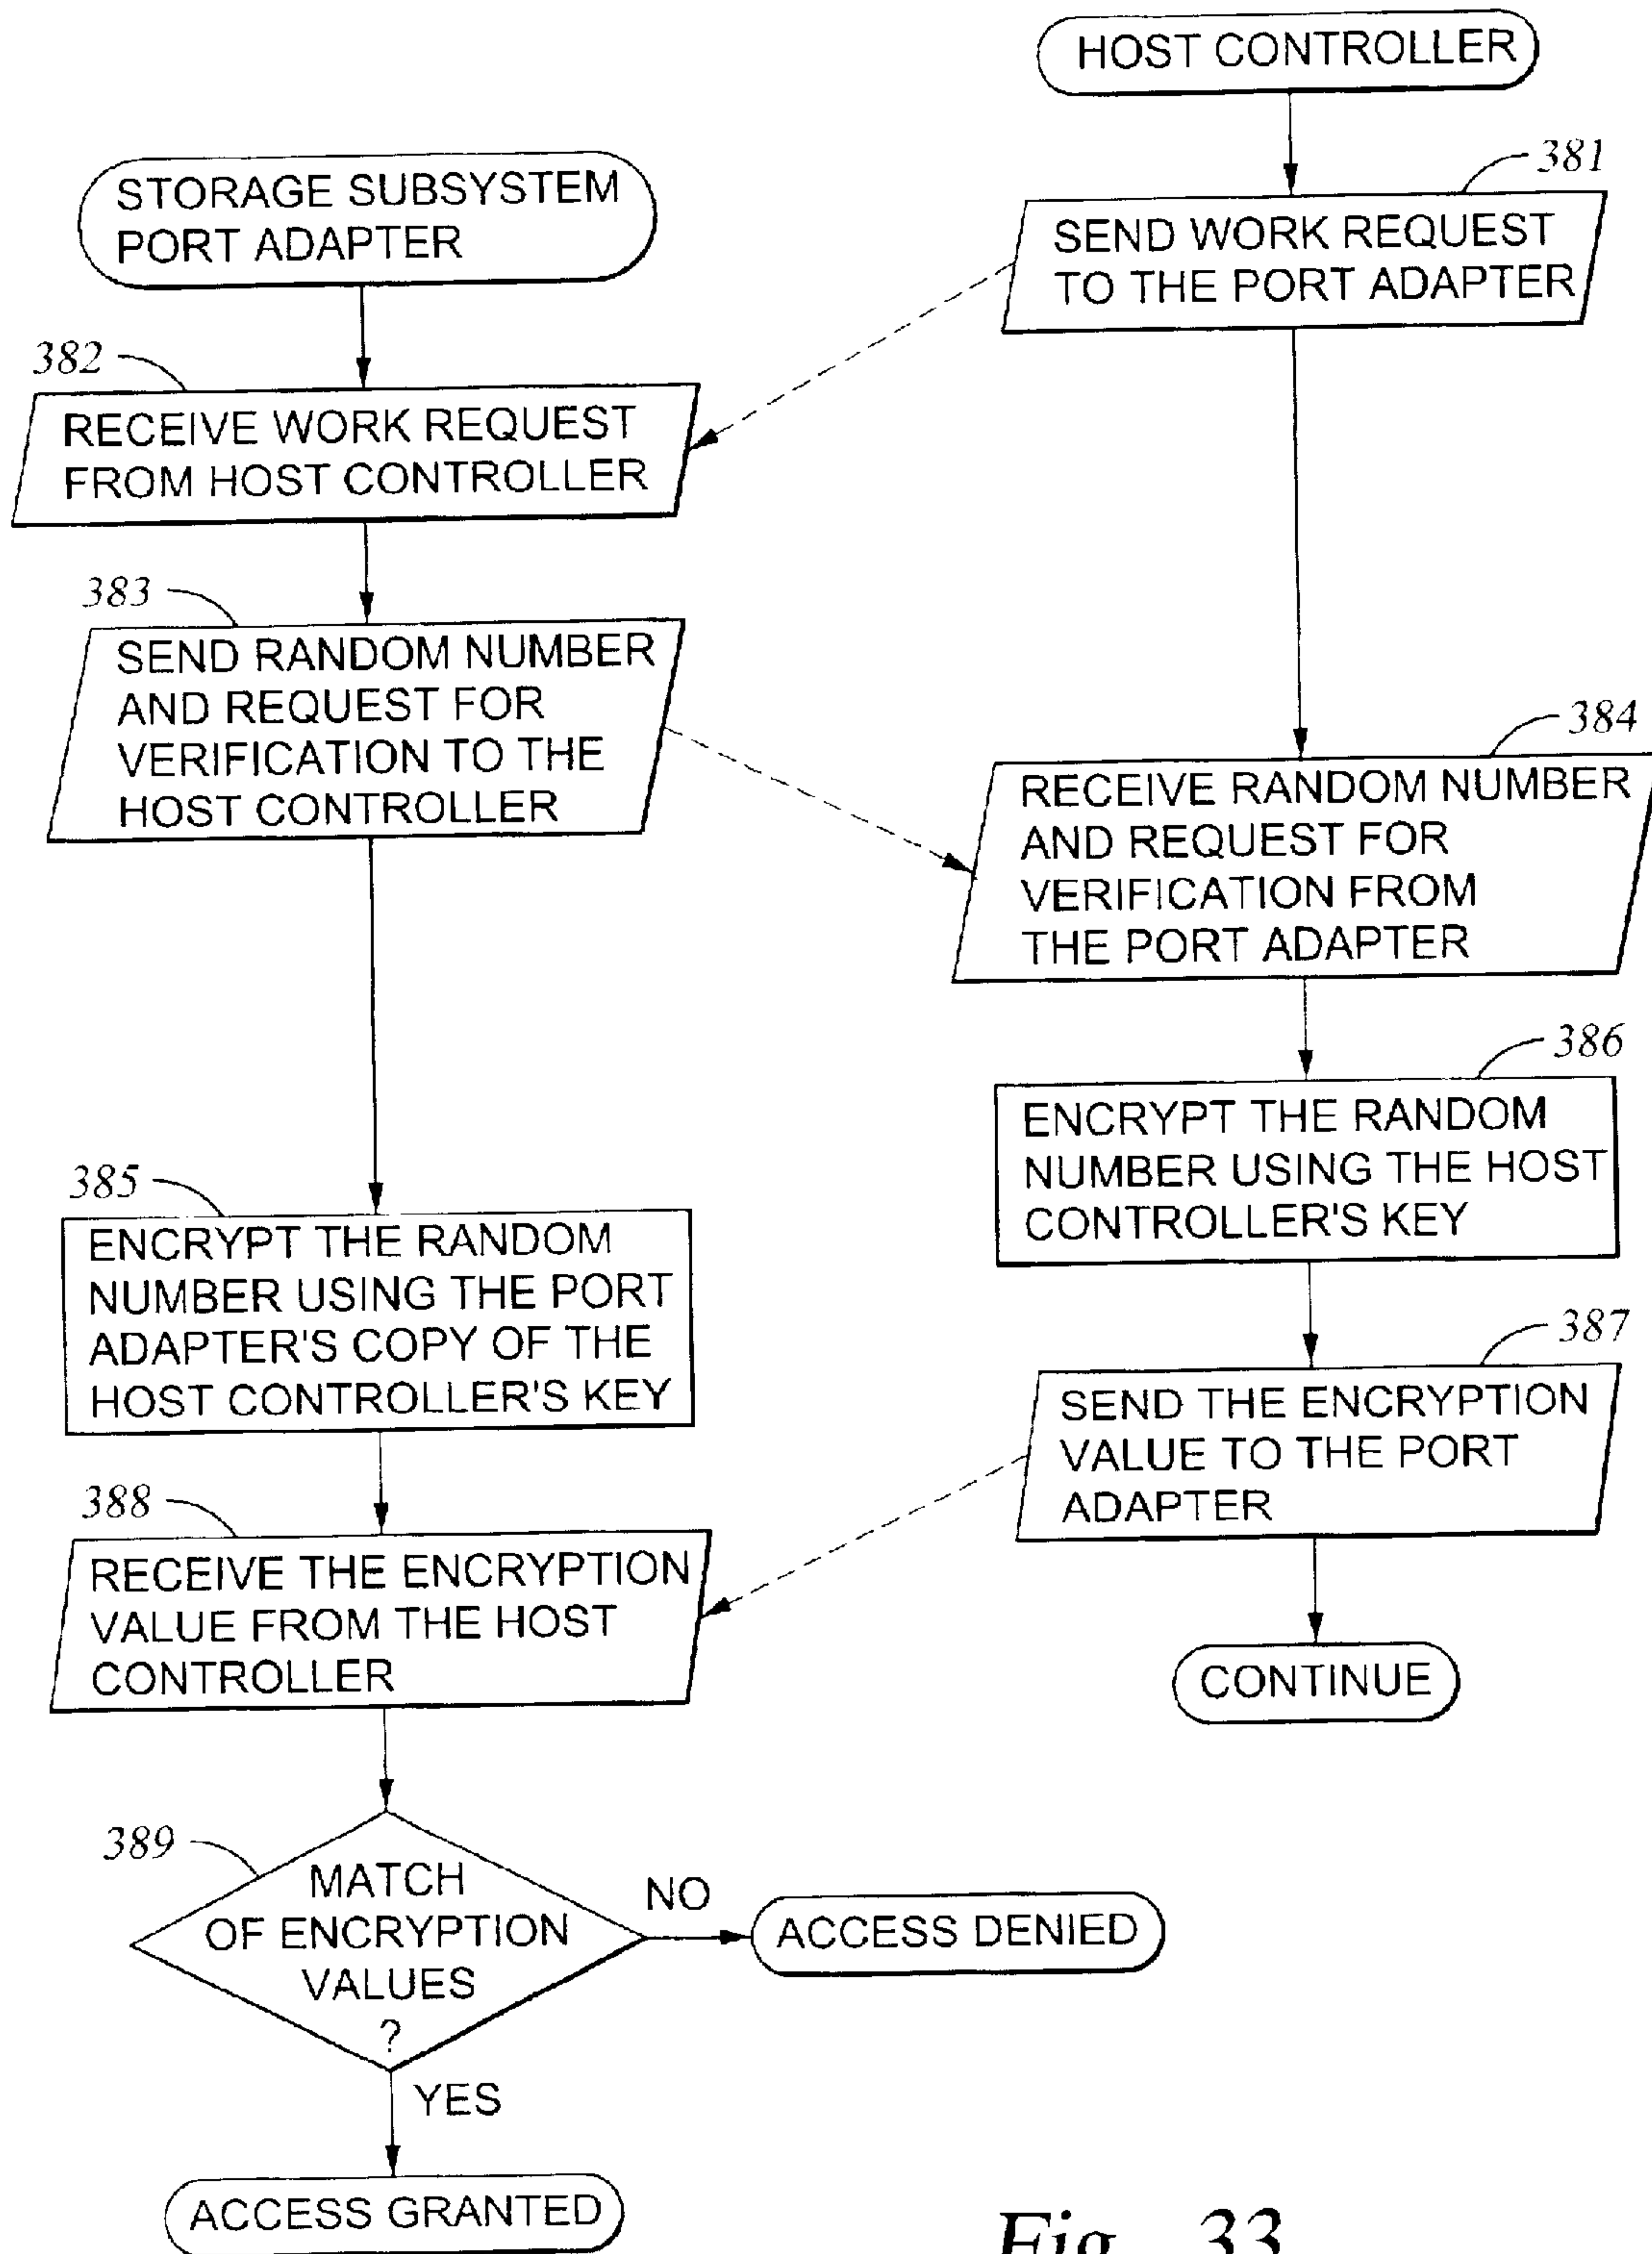 HOST CONTROLLER
381
SEND WORK REQUEST
TO THE PORT ADAPTER
STORAGE SUBSYSTEM
PORT ADAPTER
382
RECEIVE WORK REQUEST
FROM HOST CONTROLLER
383
SEND RANDOM NUMBER
AND REQUEST FOR
VERIFICATION TO THE
HOST CONTROLLER
384
RECEIVE RANDOM NUMBER
AND REQUEST FOR
VERIFICATION FROM
THE PORT ADAPTER
386
ENCRYPT THE RANDOM
NUMBER USING THE HOST
CONTROLLER'S KEY
385
ENCRYPT THE RANDOM
NUMBER USING THE PORT
ADAPTER'S COPY OF THE
HOST CONTROLLER'S KEY
387
SEND THE ENCRYPTION
VALUE TO THE PORT
ADAPTER
388
RECEIVE THE ENCRYPTION
VALUE FROM THE HOST
CONTROLLER
CONTINUE
389
MATCH
OF ENCRYPTION
VALUES
?
NO
ACCESS DENIED
YES
ACCESS GRANTED
Fig. 33